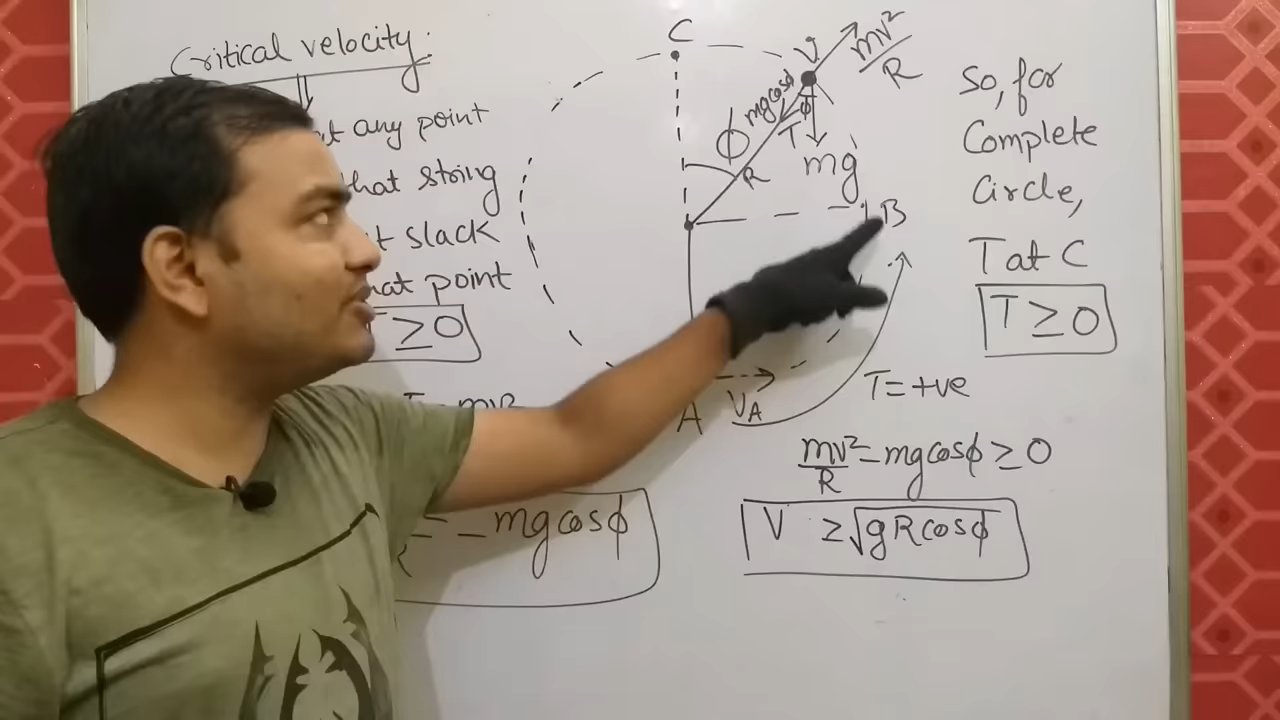 Critical velocity:
at any point
that string
slack
that point
≥0
mgcosϕ
C
V
mv²/R
mgcosϕ
ϕ
T
ϕ
R
mg
B
A
V_A
T=+ve
mv²/R - mgcosϕ ≥ 0
V ≥ √gRcosϕ
So, for
Complete
Circle,
T at C
T ≥ 0